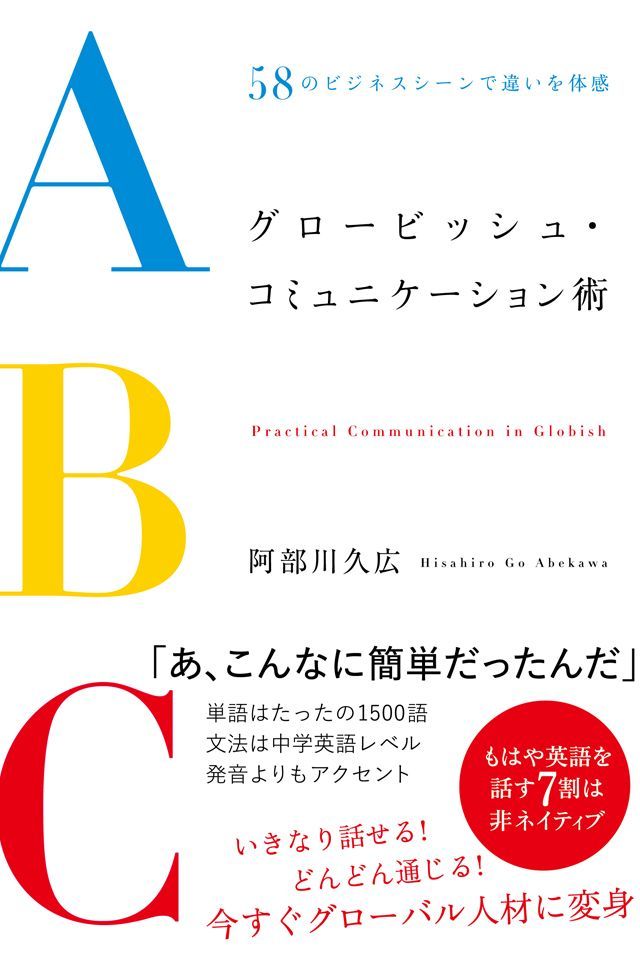 A
B
C
58のビジネスシーンで違いを体感
グロービッシュ・
コミュニケーション術
Practical Communication in Globish
阿部川久広 Hisahiro Go Abekawa
「あ、こんなに簡単だったんだ」
単語はたったの1500語
文法は中学英語レベル
発音よりもアクセント
もはや英語を
話す7割は
非ネイティブ
いきなり話せる!
どんどん通じる!
今すぐグローバル人材に変身